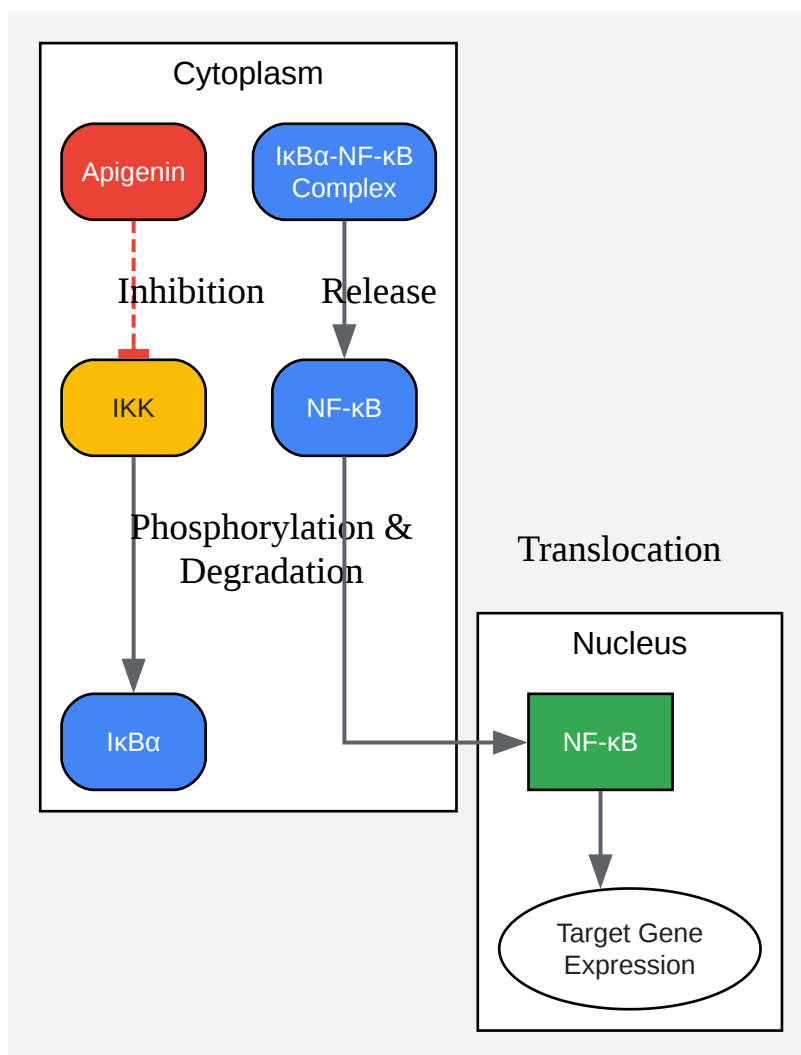 Cytoplasm
Apigenin
IκBα-NF-κB
Complex
Inhibition
Release
IKK
NF-κB
Phosphorylation &
Degradation
Translocation
Nucleus
IκBα
NF-κB
Target Gene
Expression